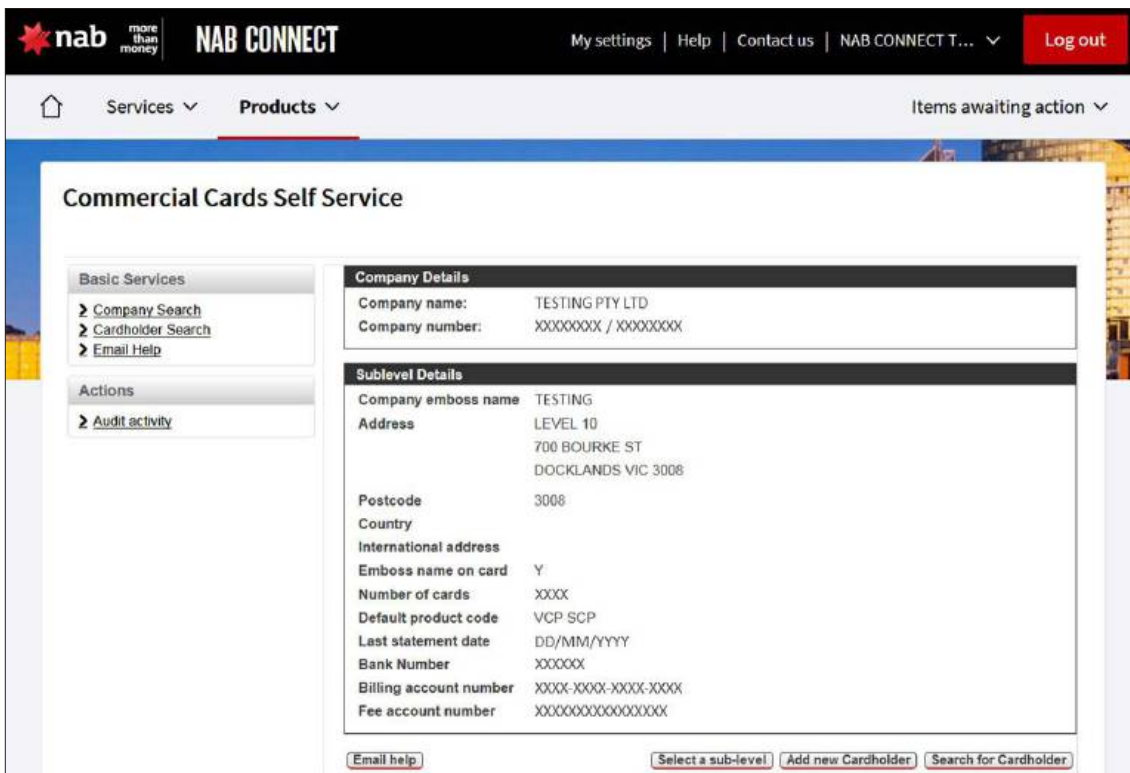 nab more than money NAB CONNECT My settings | Help | Contact us | NAB CONNECT T... Log out
Services Products Items awaiting action
Commercial Cards Self Service
Basic Services
Company Search
Cardholder Search
Email Help
Actions
Audit activity
Company Details
Company name: TESTING PTY LTD
Company number: XXXXXXXX / XXXXXXXX
Sublevel Details
Company emboss name TESTING
Address LEVEL 10
700 BOURKE ST
DOCKLANDS VIC 3008
Postcode 3008
Country
International address
Emboss name on card Y
Number of cards XXXX
Default product code VCP SCP
Last statement date DD/MM/YYYY
Bank Number XXXXXX
Billing account number XXXX-XXXX-XXXX-XXXX
Fee account number XXXXXXXXXXXXXXXX
Email help Select a sub-level Add new Cardholder Search for Cardholder